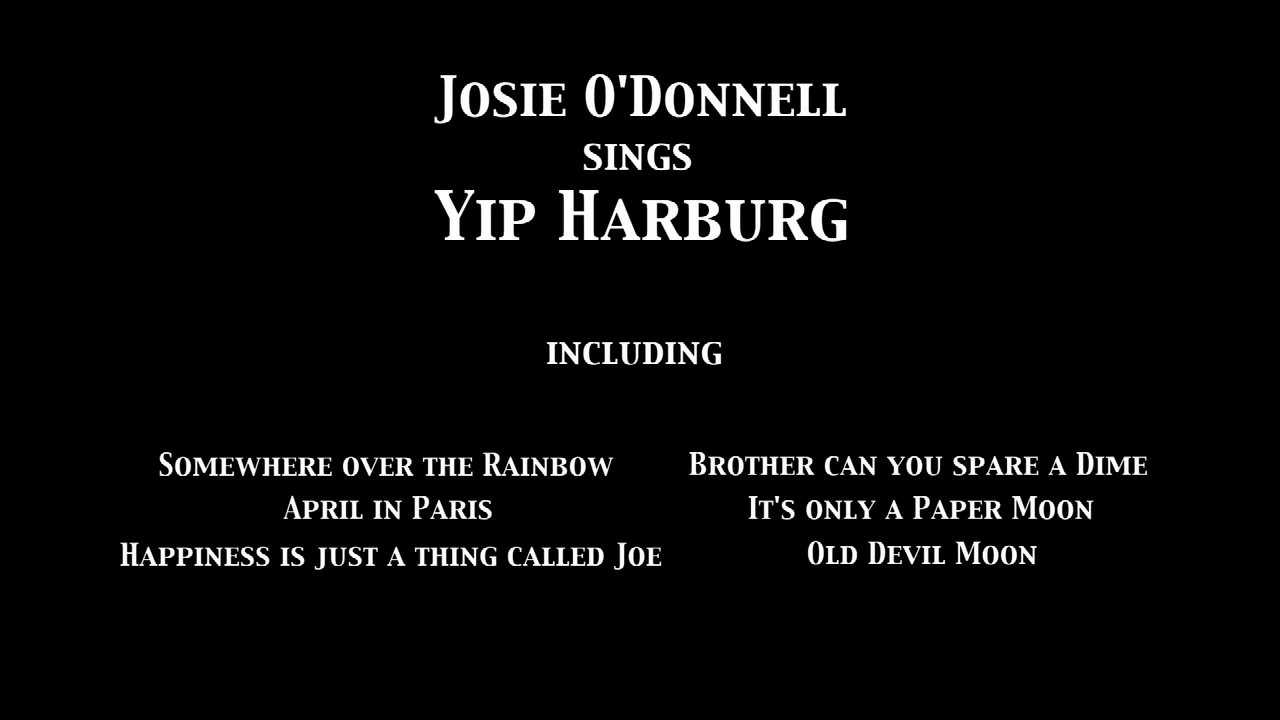 Josie O'Donnell
sings
Yip Harburg
including
Somewhere over the Rainbow
April in Paris
Happiness is just a thing called Joe
Brother can you spare a Dime
It's only a Paper Moon
Old Devil Moon